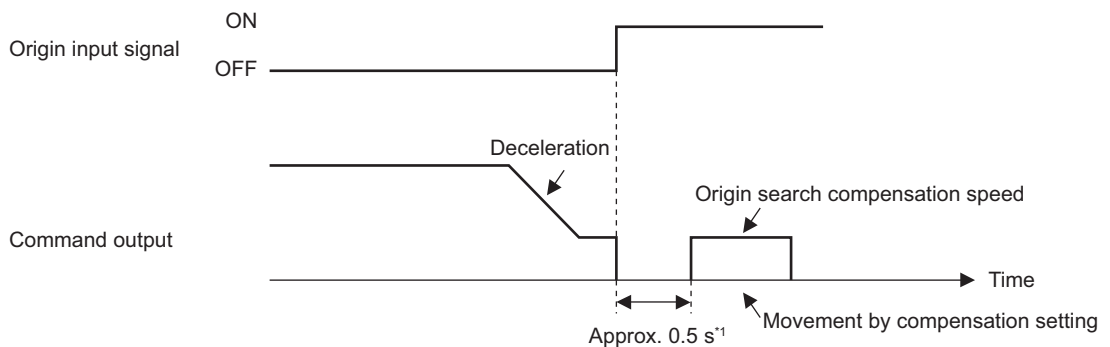 ON
Origin input signal
OFF
Deceleration
Origin search compensation speed
Command output
Time
Approx. 0.5 s*1
Movement by compensation setting